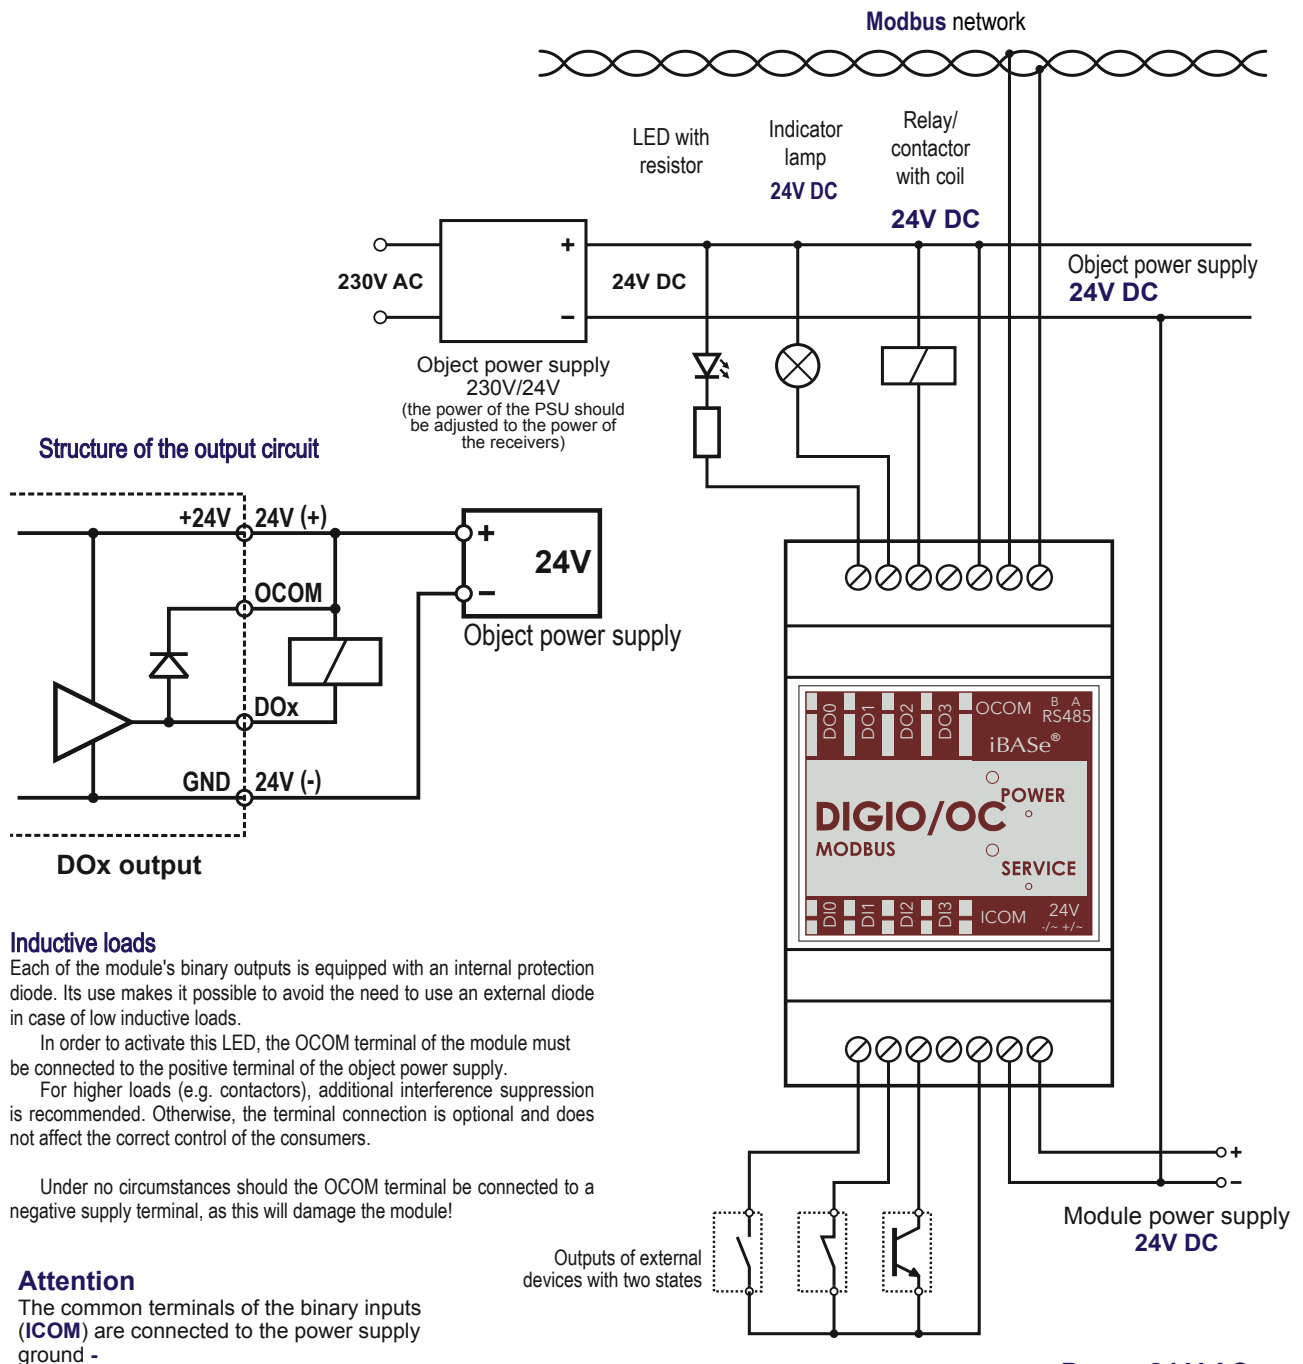 Modbus network
LED with
resistor
Indicator
lamp
24V DC
Relay/
contactor
with coil
24V DC
230V AC
+
−
24V DC
Object power supply
24V DC
Object power supply
230V/24V
(the power of the PSU should
be adjusted to the power of
the receivers)
Structure of the output circuit
+24V
24V (+)
OCOM
DOx
GND
24V (-)
+
−
24V
Object power supply
DOx output
DO0
DO1
DO2
DO3
OCOM
B A
RS485
iBASe®
POWER
DIGIO/OC
MODBUS
SERVICE
DI0
DI1
DI2
DI3
ICOM
24V
-/~ +/~
Inductive loads
Each of the module's binary outputs is equipped with an internal protection
diode. Its use makes it possible to avoid the need to use an external diode
in case of low inductive loads.
In order to activate this LED, the OCOM terminal of the module must
be connected to the positive terminal of the object power supply.
For higher loads (e.g. contactors), additional interference suppression
is recommended. Otherwise, the terminal connection is optional and does
not affect the correct control of the consumers.
Under no circumstances should the OCOM terminal be connected to a
negative supply terminal, as this will damage the module!
+
−
Module power supply
24V DC
Outputs of external
devices with two states
Attention
The common terminals of the binary inputs
(ICOM) are connected to the power supply
ground -